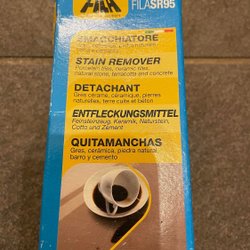 FILA
FILASR95
SMACCHIATORE
STAIN REMOVER
Porcelain tiles, ceramic tiles,
natural stone, terracotta and concrete
DETACHANT
Grès cérame, céramique, pierres
naturelles, terre cuite et béton
ENTFLECKUNGSMITTEL
Feinsteinzeug, Keramik, Naturstein,
Cotto und Zement
QUITAMANCHAS
Gres, cerámica, piedra natural,
barro y cemento